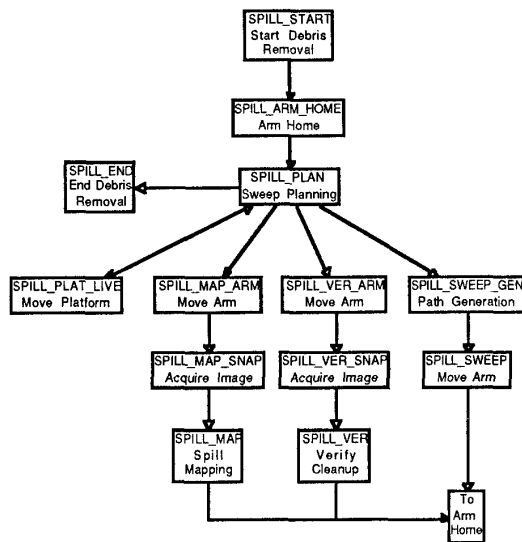 SPILL_START
Start Debris
Removal
SPILL_ARM_HOME
Arm Home
SPILL_END
End Debris
Removal
SPILL_PLAN
Sweep Planning
SPILL_PLAT_LIVE
Move Platform
SPILL_MAP_ARM
Move Arm
SPILL_VER_ARM
Move Arm
SPILL_SWEEP_GEN
Path Generation
SPILL_MAP_SNAP
Acquire Image
SPILL_VER_SNAP
Acquire Image
SPILL_SWEEP
Move Arm
SPILL_MAP
Spill
Mapping
SPILL_VER
Verify
Cleanup
To
Arm
Home